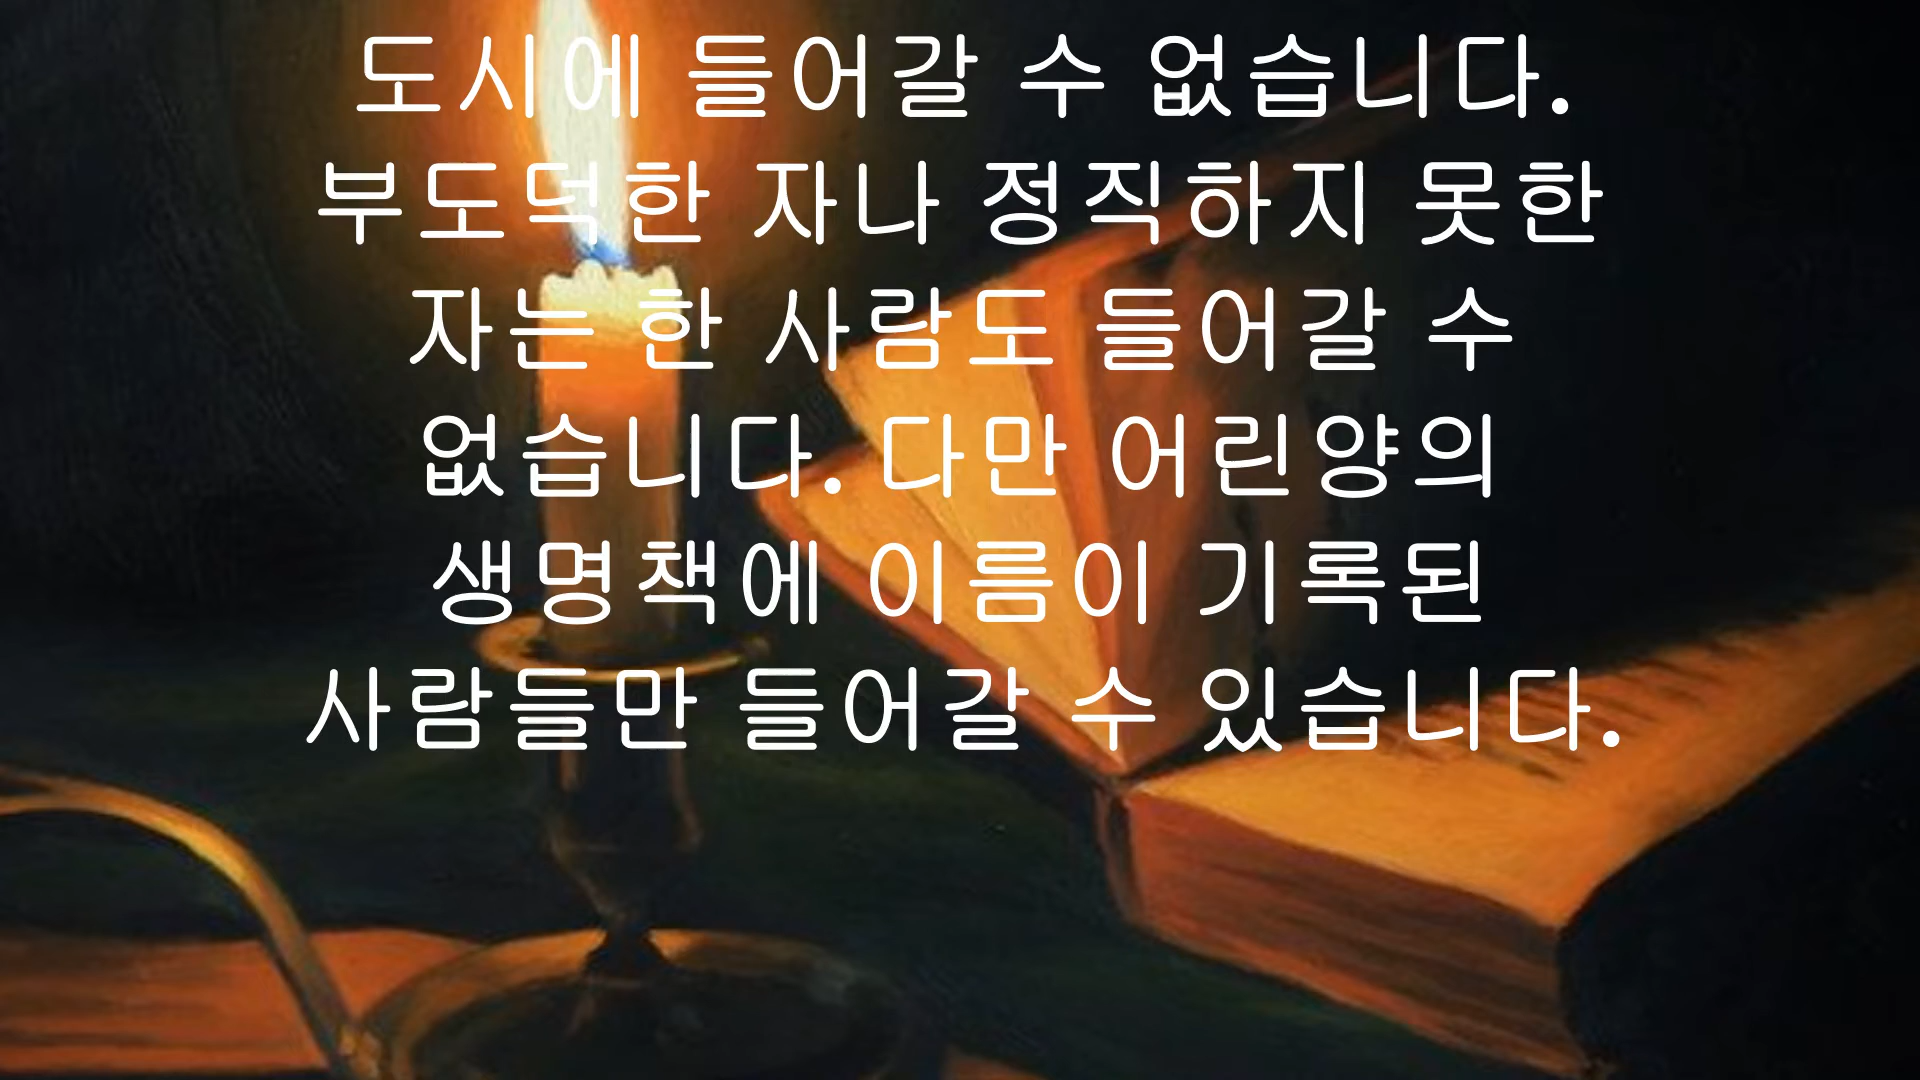 도시에 들어갈 수 없습니다.
부도덕한 자나 정직하지 못한
자는 한 사람도 들어갈 수
없습니다. 다만 어린양의
생명책에 이름이 기록된
사람들만 들어갈 수 있습니다.